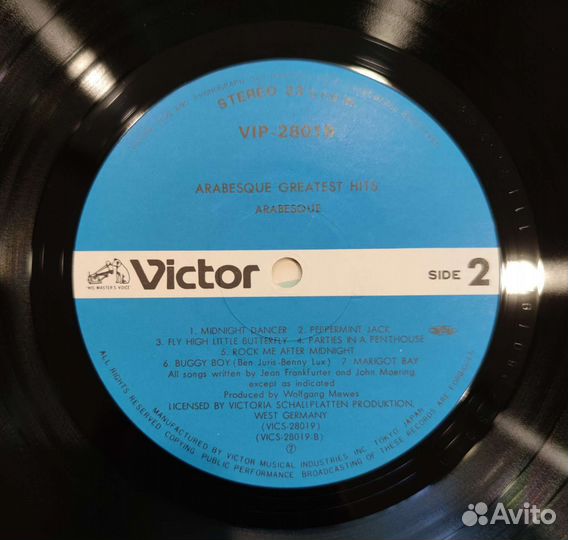 STEREO 33
VIP-28019
ARABESQUE GREATEST HITS
ARABESQUE
"HIS MASTER'S VOICE"
Victor
SIDE 2
1. MIDNIGHT DANCER 2. PEPPERMINT JACK
3. FLY HIGH LITTLE BUTTERFLY 4. PARTIES IN A PENTHOUSE
5. ROCK ME AFTER MIDNIGHT
6. BUGGY BOY (Ben Juris-Benny Lux) 7. MARIGOT BAY
All songs written by Jean Frankfurter and John Moering
except as indicated
Produced by Wolfgang Mewes
LICENSED BY VICTORIA SCHALLPLATTEN PRODUKTION,
WEST GERMANY
(VICS-28019)
(VICS-28019-B)
7
MANUFACTURED BY VICTOR MUSICAL INDUSTRIES INC. TOKYO, JAPAN
ALL RIGHTS RESERVED COPYING. PUBLIC PERFORMANCE BROADCASTING OF THESE RECORDS ARE FORBIDDEN
Avito